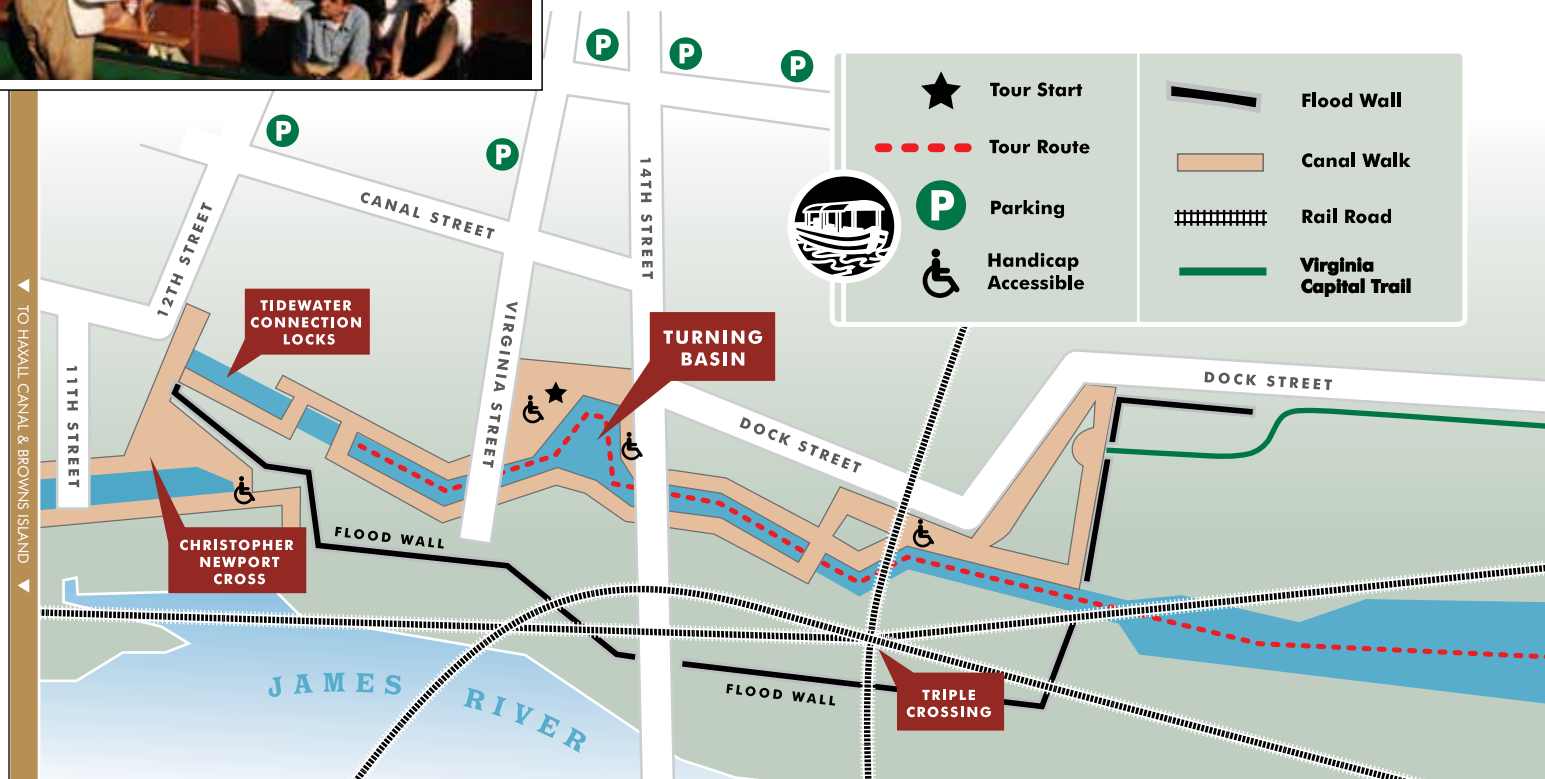 P
P
P
P
P
Tour Start
Tour Route
P
Parking
Handicap
Accessible
Flood Wall
Canal Walk
Rail Road
Virginia
Capital Trail
12TH STREET
CANAL STREET
14TH STREET
VIRGINIA STREET
11TH STREET
TIDEWATER
CONNECTION
LOCKS
TURNING
BASIN
DOCK STREET
DOCK STREET
TO HAXALL CANAL & BROWNS ISLAND
CHRISTOPHER
NEWPORT
CROSS
FLOOD WALL
FLOOD WALL
TRIPLE
CROSSING
JAMES RIVER